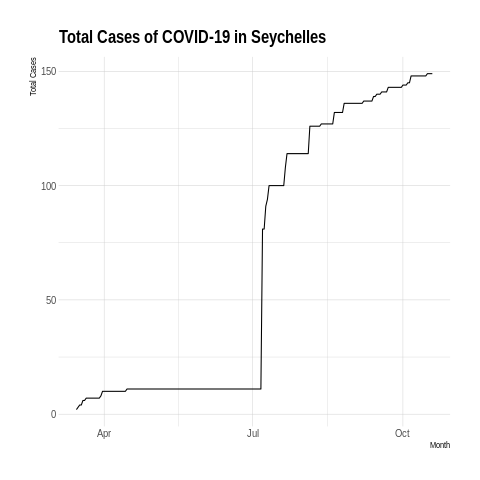 Total Cases of COVID-19 in Seychelles
Total Cases
150
100
50
0
Apr
Jul
Oct
Month